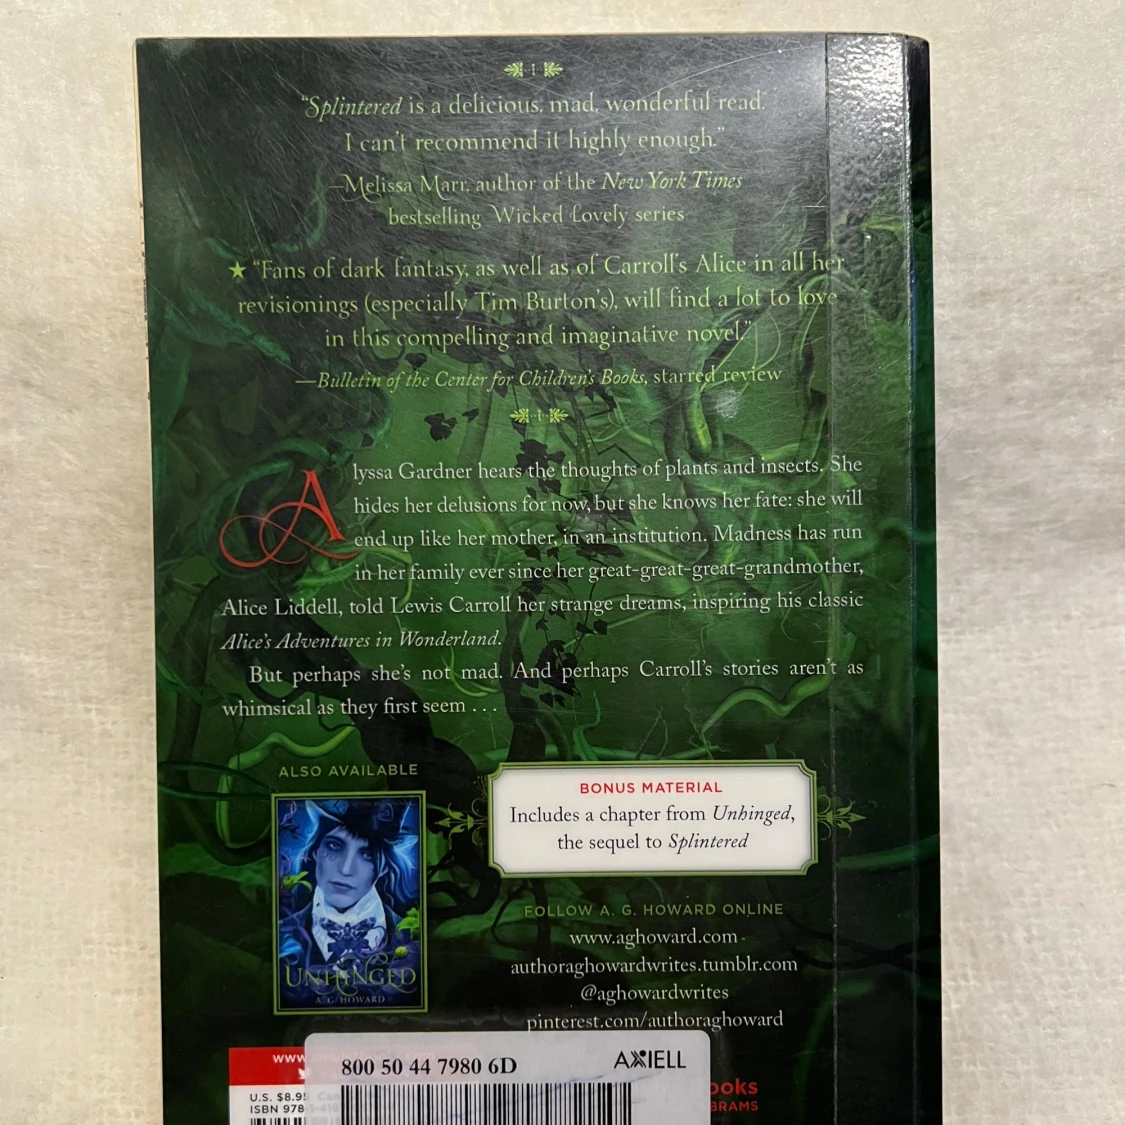 “Splintered is a delicious, mad, wonderful read.
I can’t recommend it highly enough.”
—Melissa Marr, author of the New York Times
bestselling Wicked Lovely series
★ “Fans of dark fantasy, as well as of Carroll’s Alice in all her
revisionings (especially Tim Burton’s), will find a lot to love
in this compelling and imaginative novel.”
—Bulletin of the Center for Children’s Books, starred review
Alyssa Gardner hears the thoughts of plants and insects. She
hides her delusions for now, but she knows her fate: she will
end up like her mother, in an institution. Madness has run
in her family ever since her great-great-great-grandmother,
Alice Liddell, told Lewis Carroll her strange dreams, inspiring his classic
Alice’s Adventures in Wonderland.
But perhaps she’s not mad. And perhaps Carroll’s stories aren’t as
whimsical as they first seem . . .
ALSO AVAILABLE
UNHINGED
A. G. HOWARD
BONUS MATERIAL
Includes a chapter from Unhinged,
the sequel to Splintered
FOLLOW A. G. HOWARD ONLINE
www.aghoward.com
authoraghowardwrites.tumblr.com
@aghowardwrites
pinterest.com/authoraghoward
www
800 50 44 7980 6D
AXIELL
U.S. $8.95
ISBN 978
ooks
BRAMS